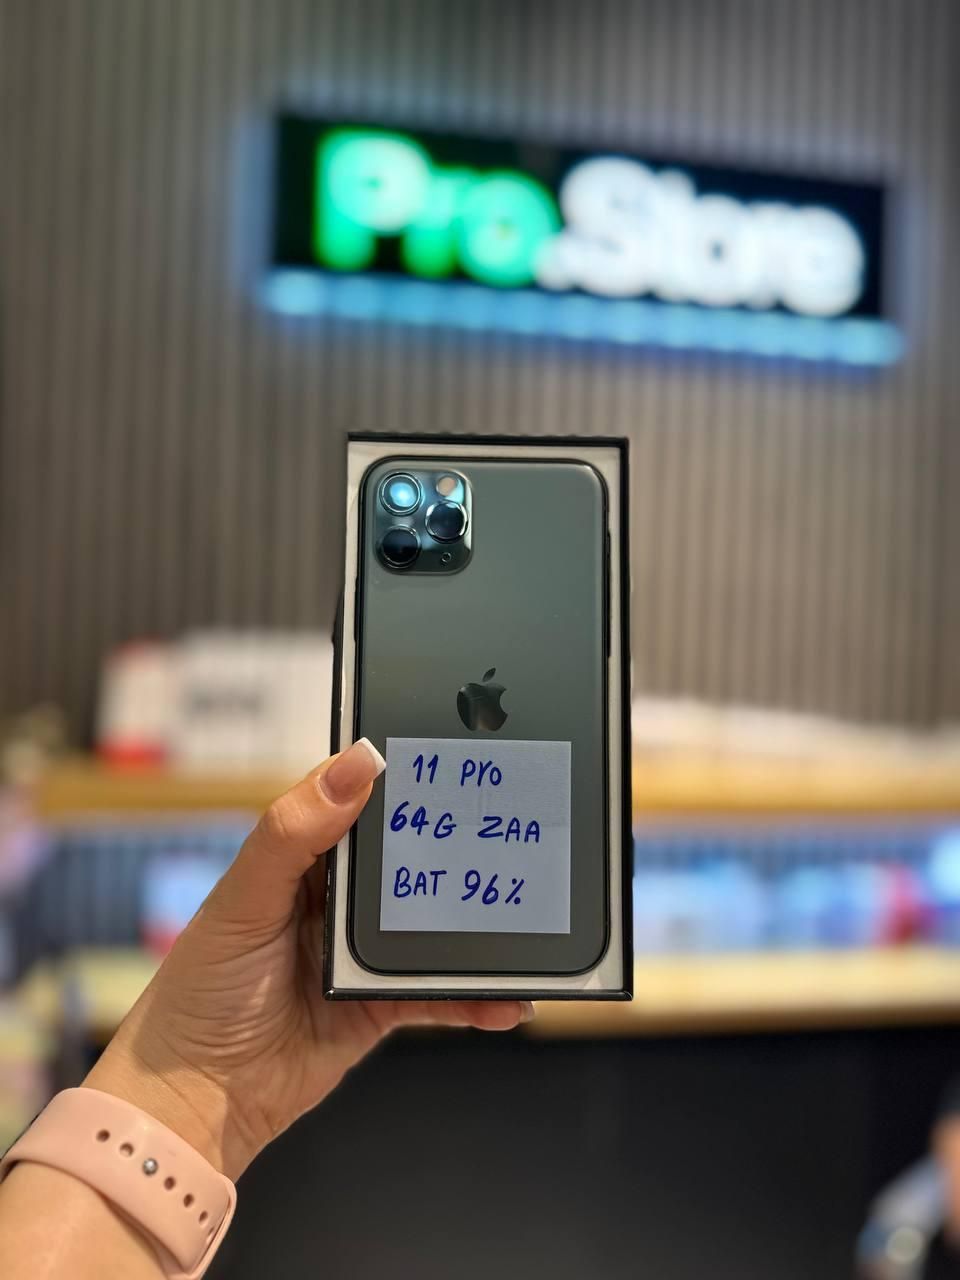 Pro.Store
11 Pro
64G ZAA
BAT 96%